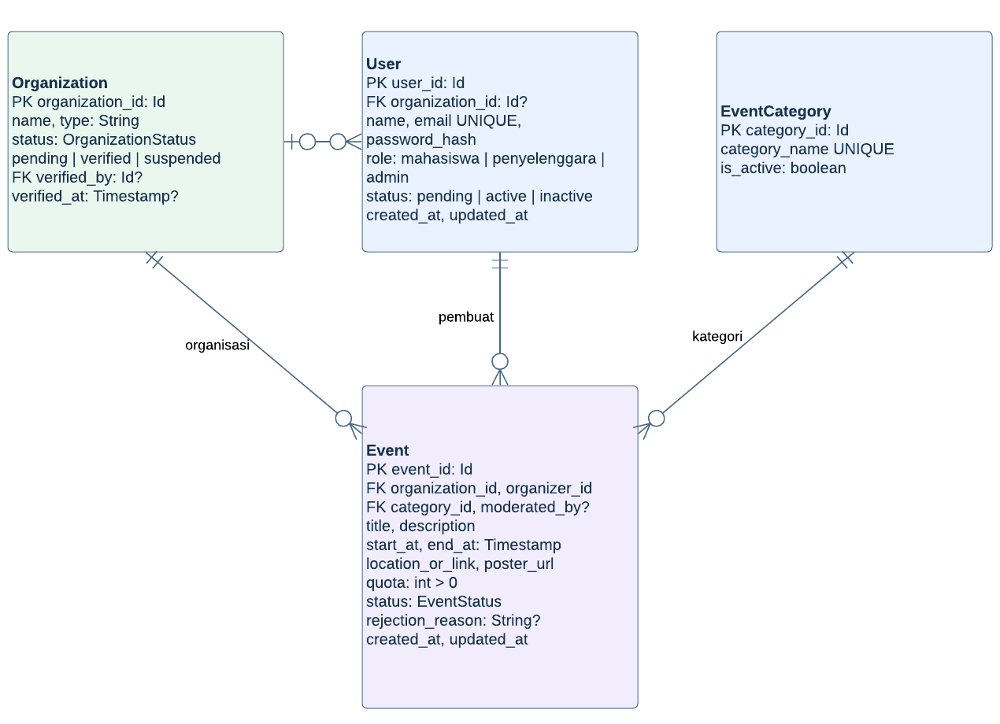 Organization
PK organization_id: Id
name, type: String
status: OrganizationStatus
pending | verified | suspended
FK verified_by: Id?
verified_at: Timestamp?
User
PK user_id: Id
FK organization_id: Id?
name, email UNIQUE,
password_hash
role: mahasiswa | penyelenggara |
admin
status: pending | active | inactive
created_at, updated_at
EventCategory
PK category_id: Id
category_name UNIQUE
is_active: boolean
organisasi
pembuat
kategori
Event
PK event_id: Id
FK organization_id, organizer_id
FK category_id, moderated_by?
title, description
start_at, end_at: Timestamp
location_or_link, poster_url
quota: int > 0
status: EventStatus
rejection_reason: String?
created_at, updated_at